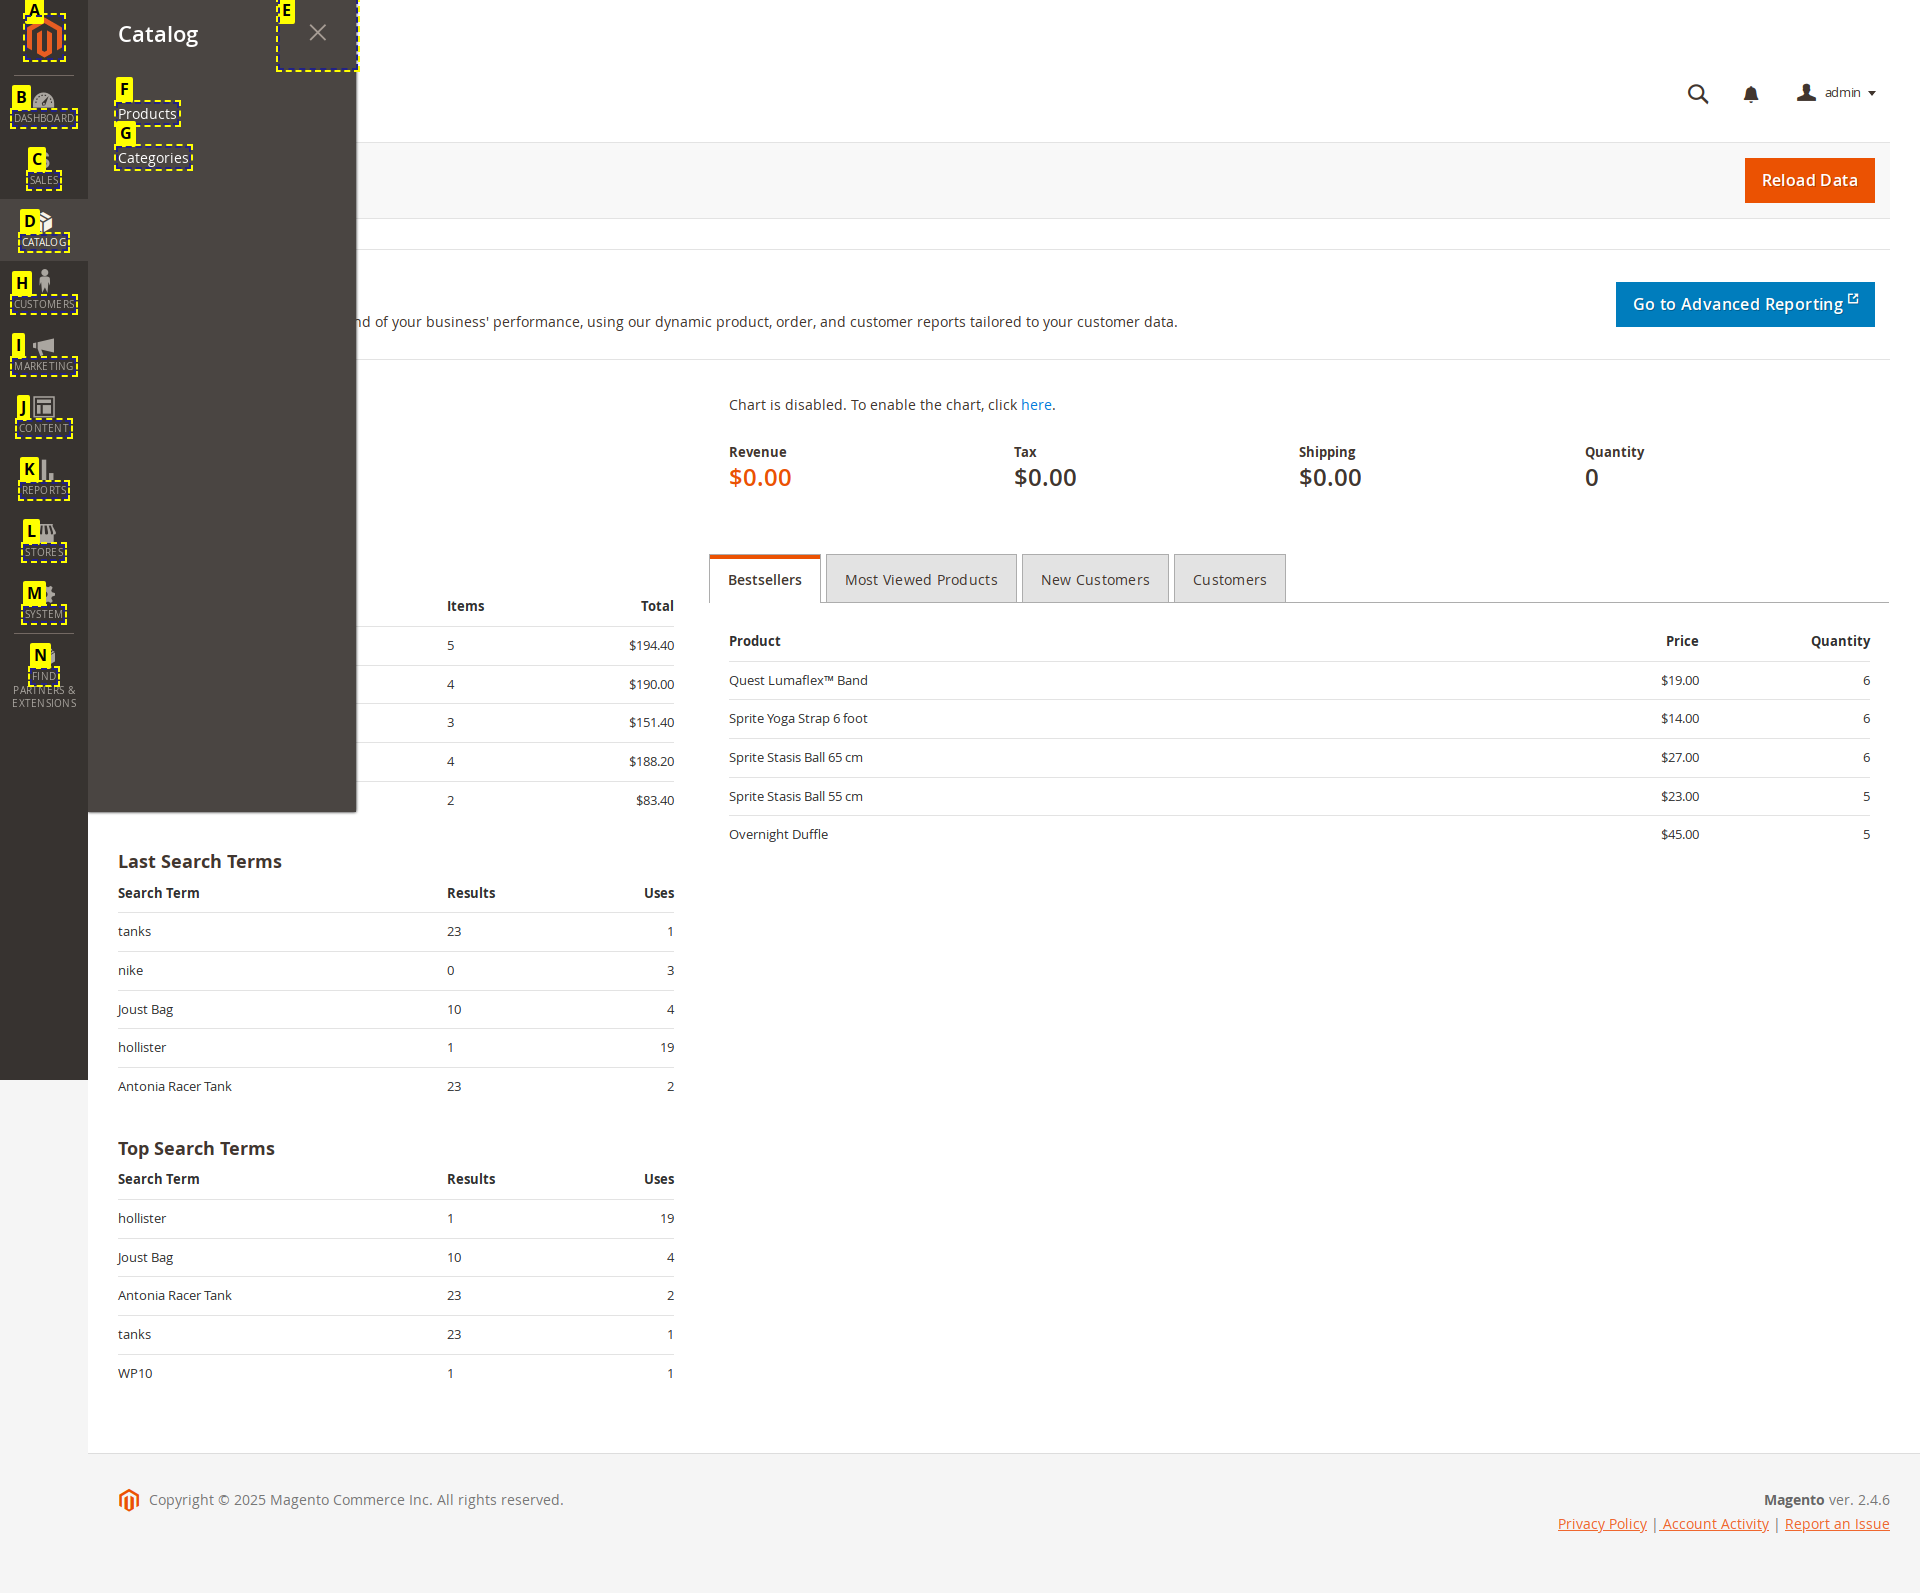 A
B
DASHBOARD
C
SALES
D
CATALOG
H
CUSTOMERS
I
MARKETING
J
CONTENT
K
REPORTS
L
STORES
M
SYSTEM
N
FIND
PARTNERS &
EXTENSIONS
Catalog
E
F
Products
G
Categories
admin
Reload Data
nd of your business' performance, using our dynamic product, order, and customer reports tailored to your customer data.
Go to Advanced Reporting
Chart is disabled. To enable the chart, click here.
Revenue Tax Shipping Quantity
$0.00 $0.00 $0.00 0
Items Total
5 $194.40
4 $190.00
3 $151.40
4 $188.20
2 $83.40
Bestsellers Most Viewed Products New Customers Customers
Product Price Quantity
Quest Lumaflex™ Band $19.00 6
Sprite Yoga Strap 6 foot $14.00 6
Sprite Stasis Ball 65 cm $27.00 6
Sprite Stasis Ball 55 cm $23.00 5
Overnight Duffle $45.00 5
Last Search Terms
Search Term Results Uses
tanks 23 1
nike 0 3
Joust Bag 10 4
hollister 1 19
Antonia Racer Tank 23 2
Top Search Terms
Search Term Results Uses
hollister 1 19
Joust Bag 10 4
Antonia Racer Tank 23 2
tanks 23 1
WP10 1 1
Copyright © 2025 Magento Commerce Inc. All rights reserved.
Magento ver. 2.4.6
Privacy Policy | Account Activity | Report an Issue